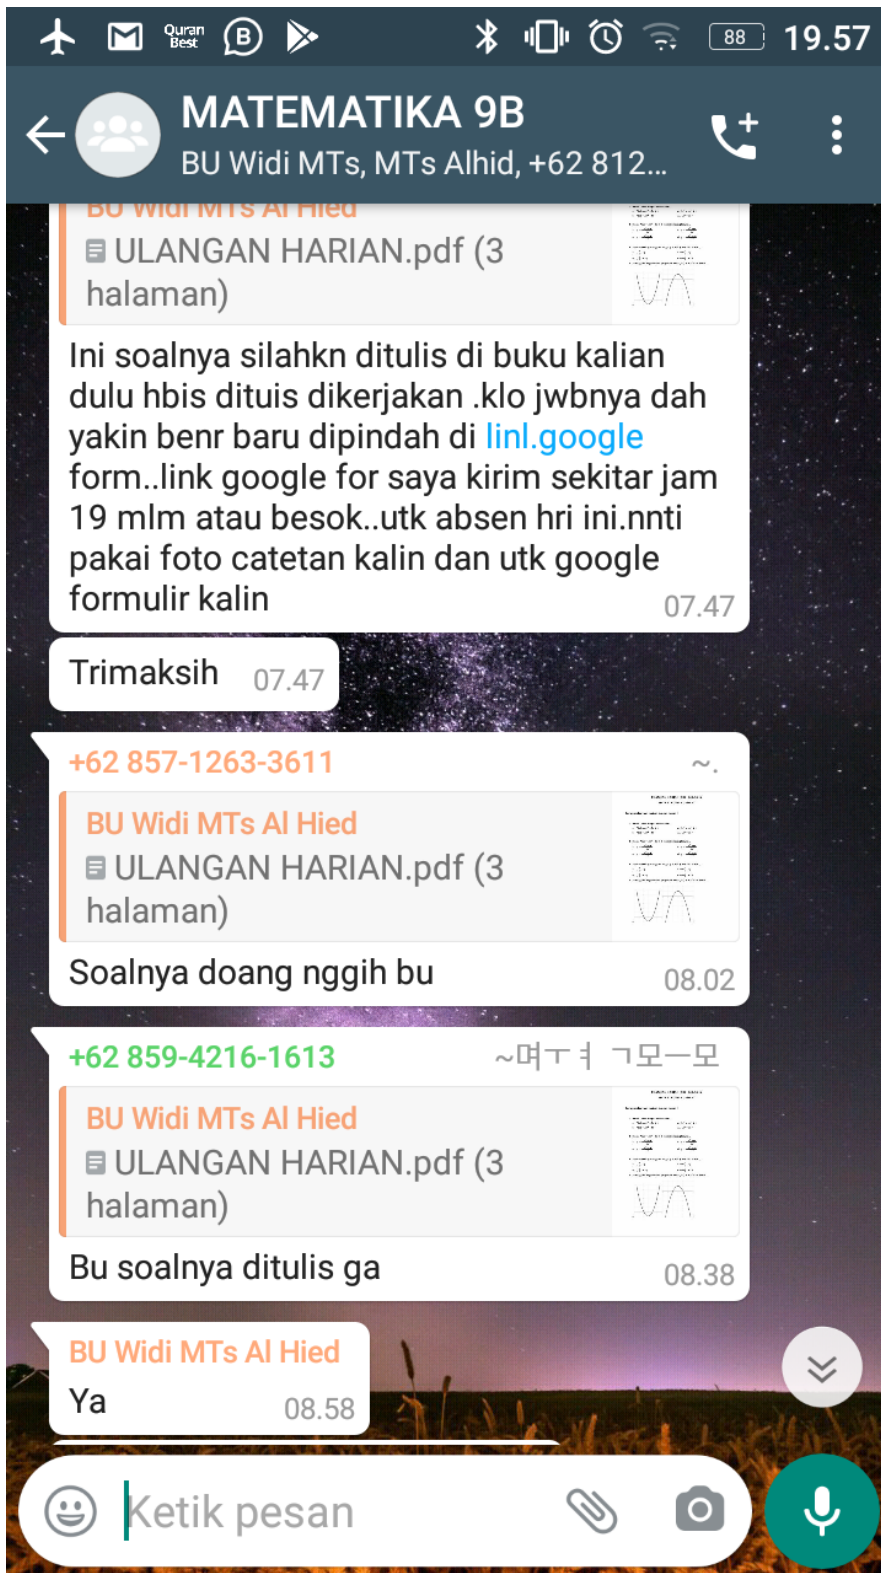 Quran
Best
B
88
19.57
MATEMATIKA 9B
BU Widi MTs, MTs Alhid, +62 812...
BU Widi MTs Al Hied
ULANGAN HARIAN.pdf (3
halaman)
Ini soalnya silahkn ditulis di buku kalian
dulu hbis dituis dikerjakan .klo jwbnya dah
yakin benr baru dipindah di linl.google
form..link google for saya kirim sekitar jam
19 mlm atau besok..utk absen hri ini.nnti
pakai foto catetan kalin dan utk google
formulir kalin
07.47
Trimaksih
07.47
+62 857-1263-3611
~.
BU Widi MTs Al Hied
ULANGAN HARIAN.pdf (3
halaman)
Soalnya doang nggih bu
08.02
+62 859-4216-1613
~며ㅜㅕ ㄱ모ㅡ모
BU Widi MTs Al Hied
ULANGAN HARIAN.pdf (3
halaman)
Bu soalnya ditulis ga
08.38
BU Widi MTs Al Hied
Ya
08.58
Ketik pesan